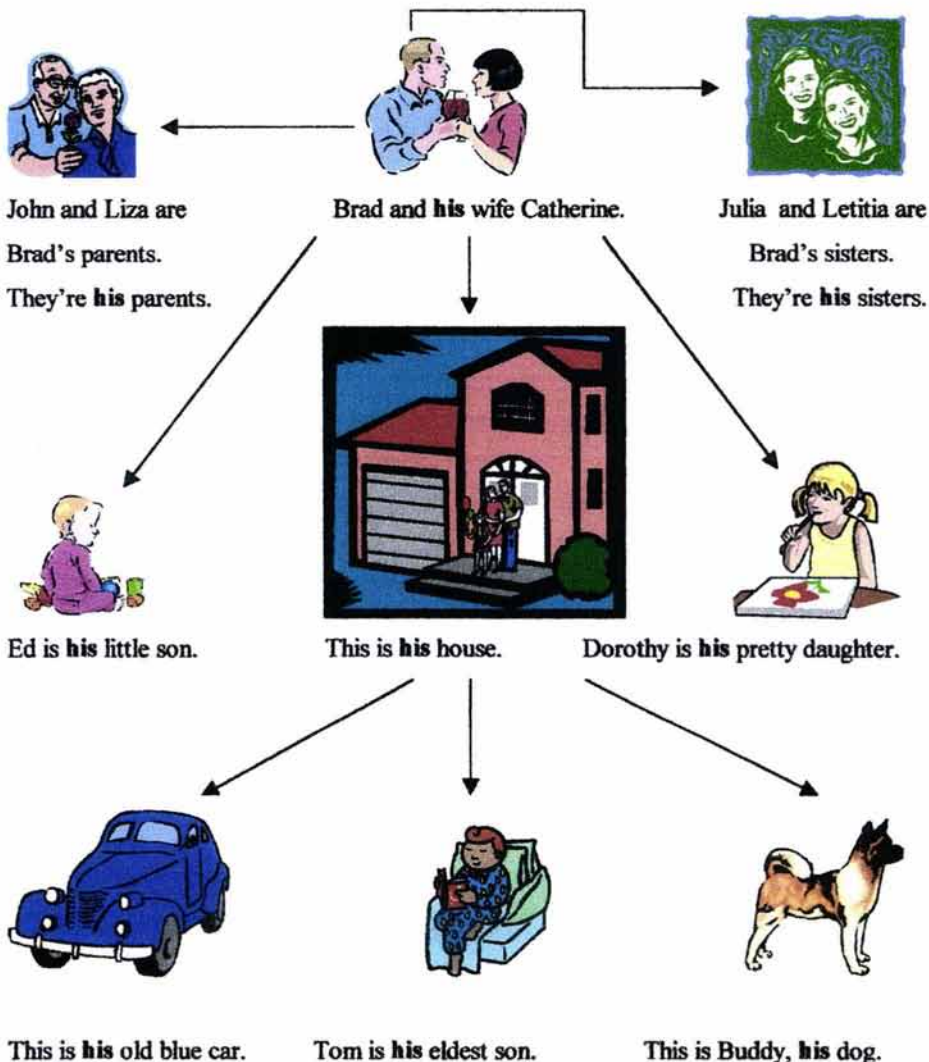 John and Liza are
Brad's parents.
They're his parents.
Brad and his wife Catherine.
Julia and Letitia are
Brad's sisters.
They're his sisters.
Ed is his little son.
This is his house.
Dorothy is his pretty daughter.
This is his old blue car.
Tom is his eldest son.
This is Buddy, his dog.